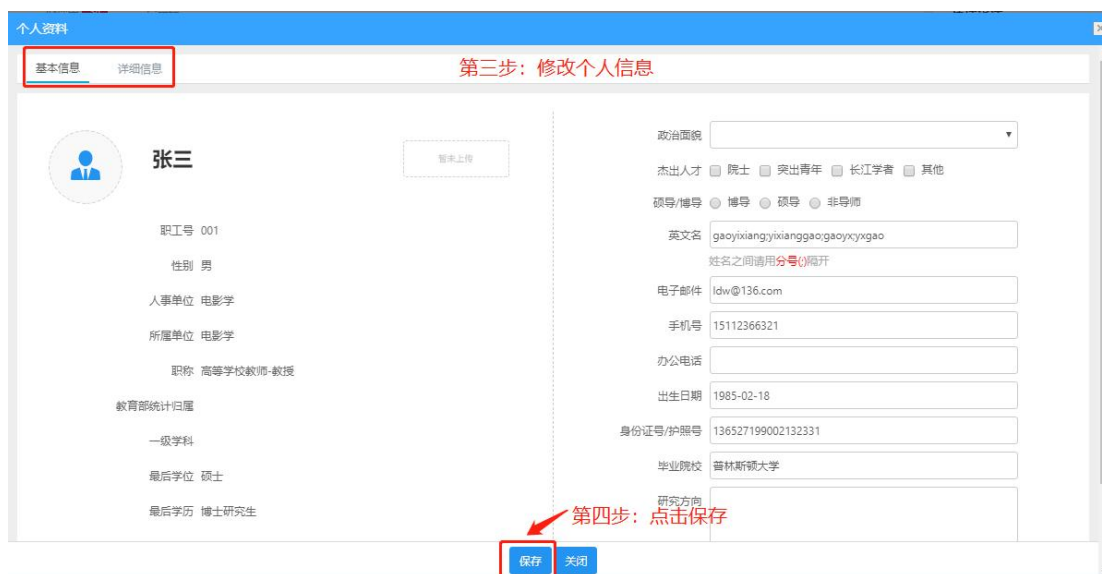 个人资料
基本信息 详细信息
第三步：修改个人信息
张三
暂未上传
职工号 001
性别 男
人事单位 电影学
所属单位 电影学
职称 高等学校教师-教授
教育部统计归属
一级学科
最后学位 硕士
最后学历 博士研究生
政治面貌
杰出人才 院士 突出青年 长江学者 其他
硕导/博导 博导 硕导 非导师
英文名 gaoyixiang;yixianggao;gaoyx;yxgao
姓名之间请用分号(;)隔开
电子邮件 ldw@136.com
手机号 15112366321
办公电话
出生日期 1985-02-18
身份证号/护照号 136527199002132331
毕业院校 普林斯顿大学
研究方向
第四步：点击保存
保存 关闭